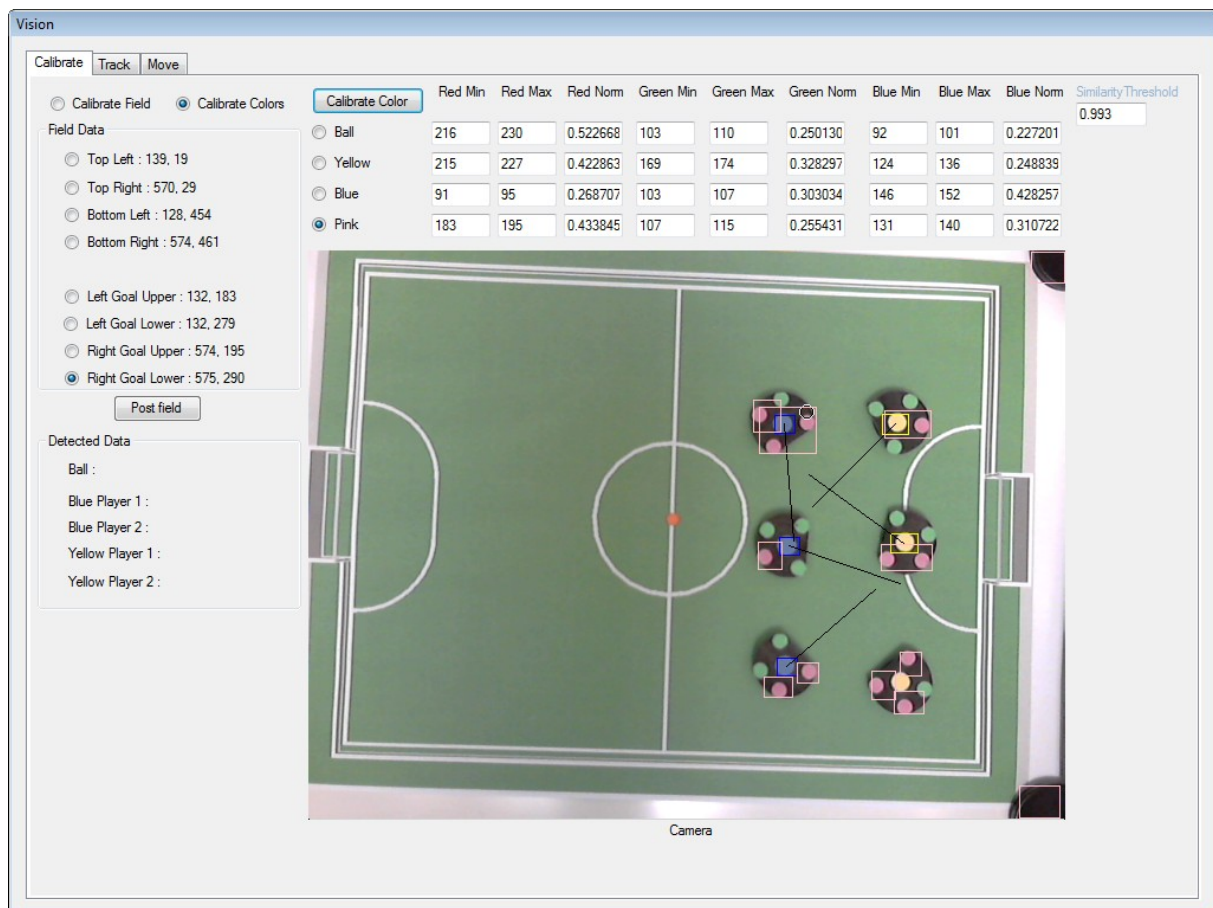 Vision
Calibrate Track Move
Calibrate Field Calibrate Colors
Calibrate Color Red Min Red Max Red Norm Green Min Green Max Green Norm Blue Min Blue Max Blue Norm SimilarityThreshold
0.993
Ball 216 230 0.522668 103 110 0.250130 92 101 0.227201
Yellow 215 227 0.422863 169 174 0.328297 124 136 0.248839
Blue 91 95 0.268707 103 107 0.303034 146 152 0.428257
Pink 183 195 0.433845 107 115 0.255431 131 140 0.310722
Field Data
Top Left : 139, 19
Top Right : 570, 29
Bottom Left : 128, 454
Bottom Right : 574, 461
Left Goal Upper : 132, 183
Left Goal Lower : 132, 279
Right Goal Upper : 574, 195
Right Goal Lower : 575, 290
Post field
Detected Data
Ball :
Blue Player 1 :
Blue Player 2 :
Yellow Player 1 :
Yellow Player 2 :
Camera